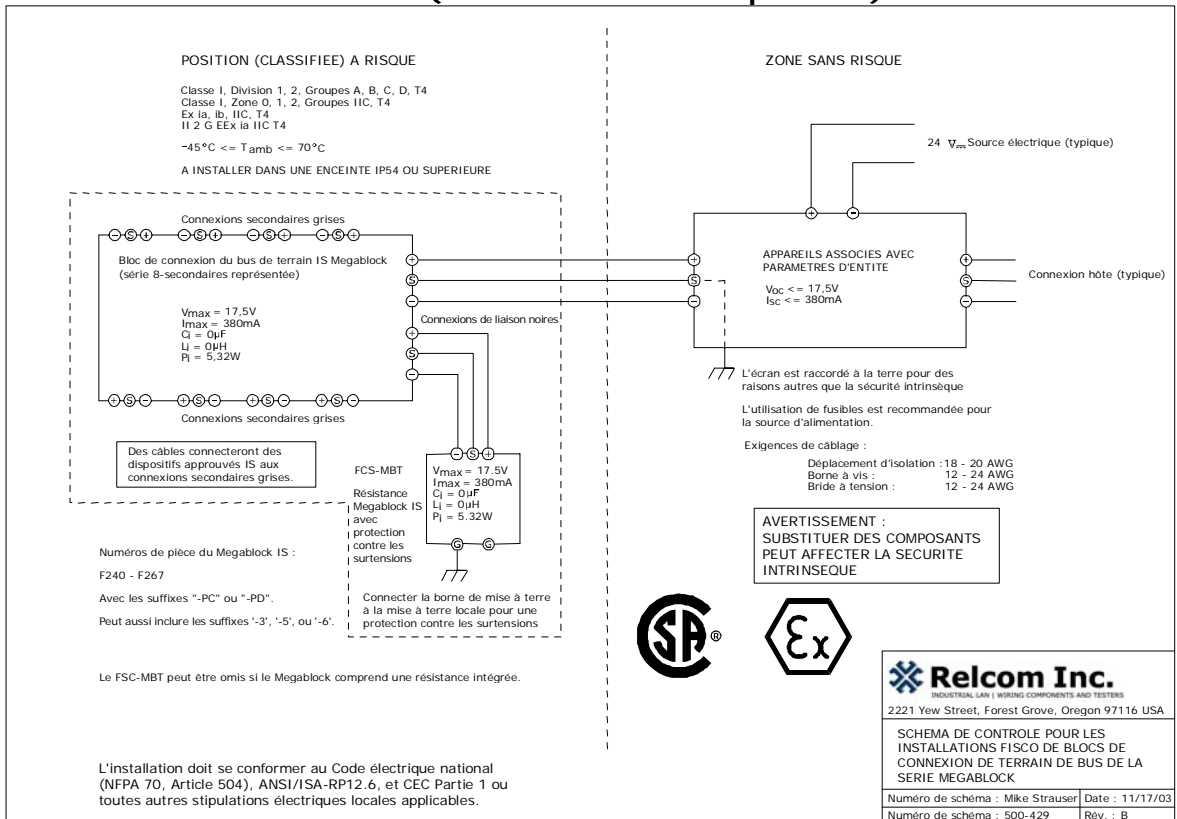 POSITION (CLASSIFIEE) A RISQUE
Classe I, Division 1, 2, Groupes A, B, C, D, T4
Classe I, Zone 0, 1, 2, Groupes IIC, T4
Ex ia, ib, IIC, T4
II 2 G EEx ia IIC T4
-45°C <= Tamb <= 70°C
A INSTALLER DANS UNE ENCEINTE IP54 OU SUPERIEURE
Connexions secondaires grises
- S + - S + - S + - S +
Bloc de connexion du bus de terrain IS Megablock
(série 8-secondaires représentée)
Vmax = 17,5V
Imax = 380mA
Ci = 0µF
Li = 0µH
Pi = 5,32W
+
S
-
+
S
-
Connexions de liaison noires
+ S - + S - + S - + S -
Connexions secondaires grises
Des câbles connecteront des
dispositifs approuvés IS aux
connexions secondaires grises.
FCS-MBT
Résistance
Megablock IS
avec
protection
contre les
surtensions
- S +
Vmax = 17.5V
Imax = 380mA
Ci = 0µF
Li = 0µH
Pi = 5.32W
G G
Connecter la borne de mise à terre
à la mise à terre locale pour une
protection contre les surtensions
Numéros de pièce du Megablock IS :
F240 - F267
Avec les suffixes "-PC" ou "-PD".
Peut aussi inclure les suffixes '-3', '-5', ou '-6'.
Le FSC-MBT peut être omis si le Megablock comprend une résistance intégrée.
L'installation doit se conformer au Code électrique national
(NFPA 70, Article 504), ANSI/ISA-RP12.6, et CEC Partie 1 ou
toutes autres stipulations électriques locales applicables.
ZONE SANS RISQUE
24 V Source électrique (typique)
+ -
APPAREILS ASSOCIES AVEC
PARAMETRES D'ENTITE
Voc <= 17,5V
Isc <= 380mA
+
S
-
+
S
-
Connexion hôte (typique)
L'écran est raccordé à la terre pour des
raisons autres que la sécurité intrinsèque
L'utilisation de fusibles est recommandée pour
la source d'alimentation.
Exigences de câblage :
Déplacement d'isolation : 18 - 20 AWG
Borne à vis : 12 - 24 AWG
Bride à tension : 12 - 24 AWG
AVERTISSEMENT :
SUBSTITUER DES COMPOSANTS
PEUT AFFECTER LA SECURITE
INTRINSEQUE
SA ®
Ex
Relcom Inc.
INDUSTRIAL LAN | WIRING COMPONENTS AND TESTERS
2221 Yew Street, Forest Grove, Oregon 97116 USA
SCHEMA DE CONTROLE POUR LES
INSTALLATIONS FISCO DE BLOCS DE
CONNEXION DE TERRAIN DE BUS DE LA
SERIE MEGABLOCK
Numéro de schéma : Mike Strauser Date : 11/17/03
Numéro de schéma : 500-429 Rév. : B